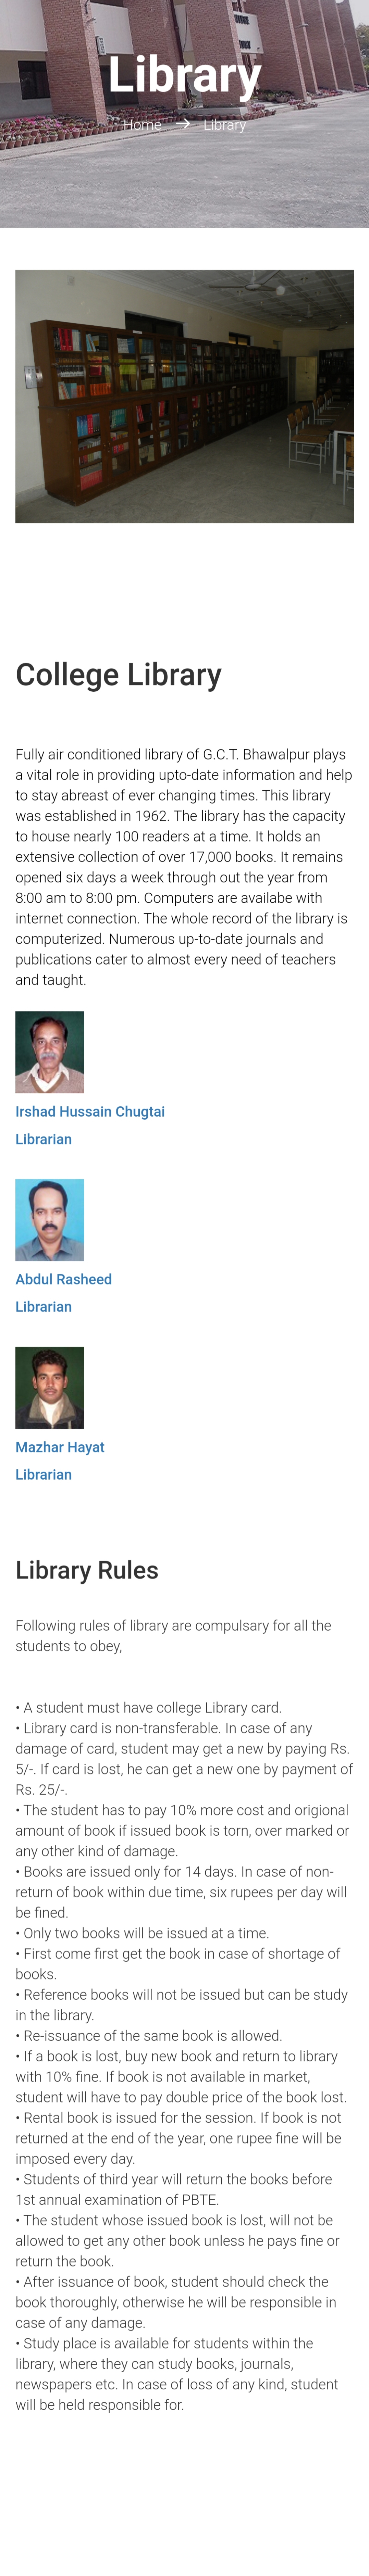 Library
Home → Library
College Library
Fully air conditioned library of G.C.T. Bhawalpur plays
a vital role in providing upto-date information and help
to stay abreast of ever changing times. This library
was established in 1962. The library has the capacity
to house nearly 100 readers at a time. It holds an
extensive collection of over 17,000 books. It remains
opened six days a week through out the year from
8:00 am to 8:00 pm. Computers are availabe with
internet connection. The whole record of the library is
computerized. Numerous up-to-date journals and
publications cater to almost every need of teachers
and taught.
Irshad Hussain Chugtai
Librarian
Abdul Rasheed
Librarian
Mazhar Hayat
Librarian
Library Rules
Following rules of library are compulsary for all the
students to obey,
• A student must have college Library card.
• Library card is non-transferable. In case of any
damage of card, student may get a new by paying Rs.
5/-. If card is lost, he can get a new one by payment of
Rs. 25/-.
• The student has to pay 10% more cost and origional
amount of book if issued book is torn, over marked or
any other kind of damage.
• Books are issued only for 14 days. In case of non-
return of book within due time, six rupees per day will
be fined.
• Only two books will be issued at a time.
• First come first get the book in case of shortage of
books.
• Reference books will not be issued but can be study
in the library.
• Re-issuance of the same book is allowed.
• If a book is lost, buy new book and return to library
with 10% fine. If book is not available in market,
student will have to pay double price of the book lost.
• Rental book is issued for the session. If book is not
returned at the end of the year, one rupee fine will be
imposed every day.
• Students of third year will return the books before
1st annual examination of PBTE.
• The student whose issued book is lost, will not be
allowed to get any other book unless he pays fine or
return the book.
• After issuance of book, student should check the
book thoroughly, otherwise he will be responsible in
case of any damage.
• Study place is available for students within the
library, where they can study books, journals,
newspapers etc. In case of loss of any kind, student
will be held responsible for.